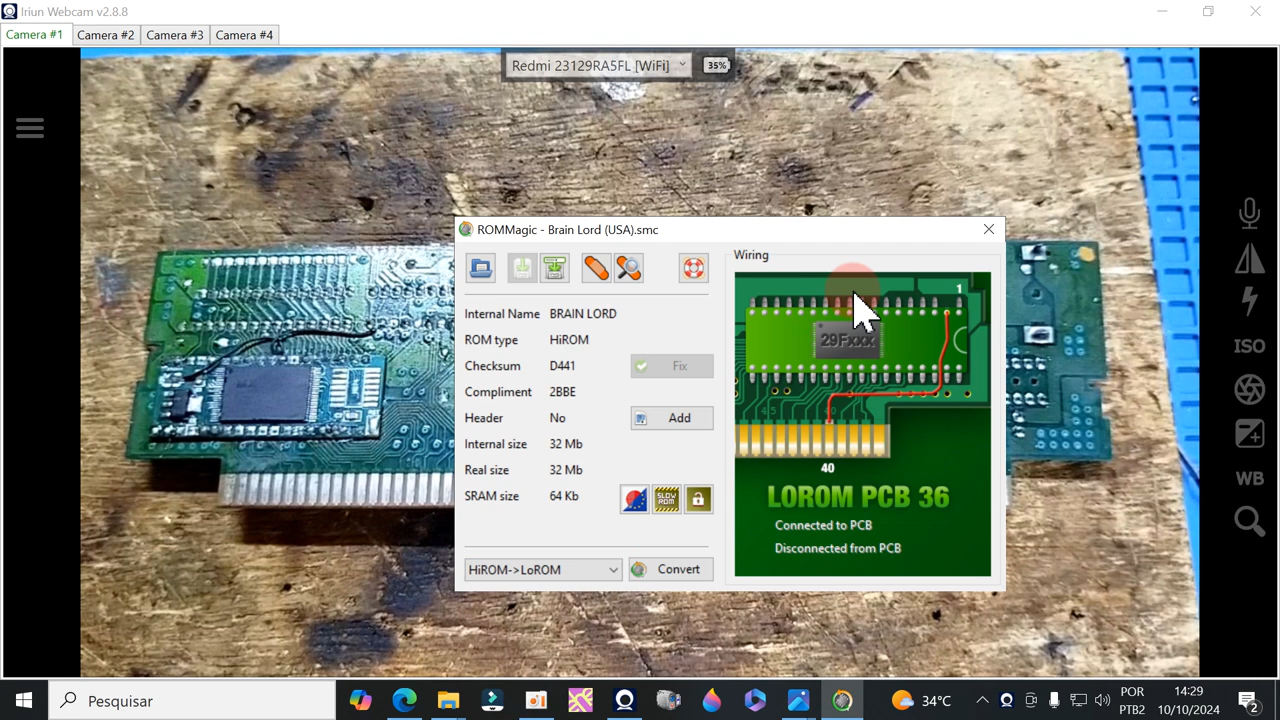 Iriun Webcam v2.8.8
Camera #1 Camera #2 Camera #3 Camera #4
Redmi 23129RA5FL [WiFi] 35%
ROMMagic - Brain Lord (USA).smc
Wiring
Internal Name BRAIN LORD
ROM type HiROM
Checksum D441 Fix
Compliment 2BBE
Header No Add
Internal size 32 Mb
Real size 32 Mb
SRAM size 64 Kb
SLOW ROM
HiROM->LoROM Convert
1
29Fxxx
40
LOROM PCB 36
Connected to PCB
Disconnected from PCB
ISO
WB
Pesquisar
34°C
POR
PTB2
14:29
10/10/2024
2